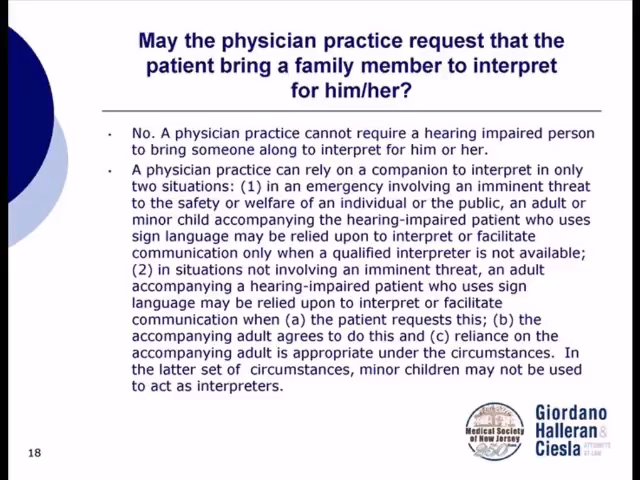 May the physician practice request that the
patient bring a family member to interpret
for him/her?
• No. A physician practice cannot require a hearing impaired person
to bring someone along to interpret for him or her.
• A physician practice can rely on a companion to interpret in only
two situations: (1) in an emergency involving an imminent threat
to the safety or welfare of an individual or the public, an adult or
minor child accompanying the hearing-impaired patient who uses
sign language may be relied upon to interpret or facilitate
communication only when a qualified interpreter is not available;
(2) in situations not involving an imminent threat, an adult
accompanying a hearing-impaired patient who uses sign
language may be relied upon to interpret or facilitate
communication when (a) the patient requests this; (b) the
accompanying adult agrees to do this and (c) reliance on the
accompanying adult is appropriate under the circumstances. In
the latter set of circumstances, minor children may not be used
to act as interpreters.
18
Medical Society
of New Jersey
250
Giordano
Halleran &
Ciesla
ATTORNEYS
AT LAW